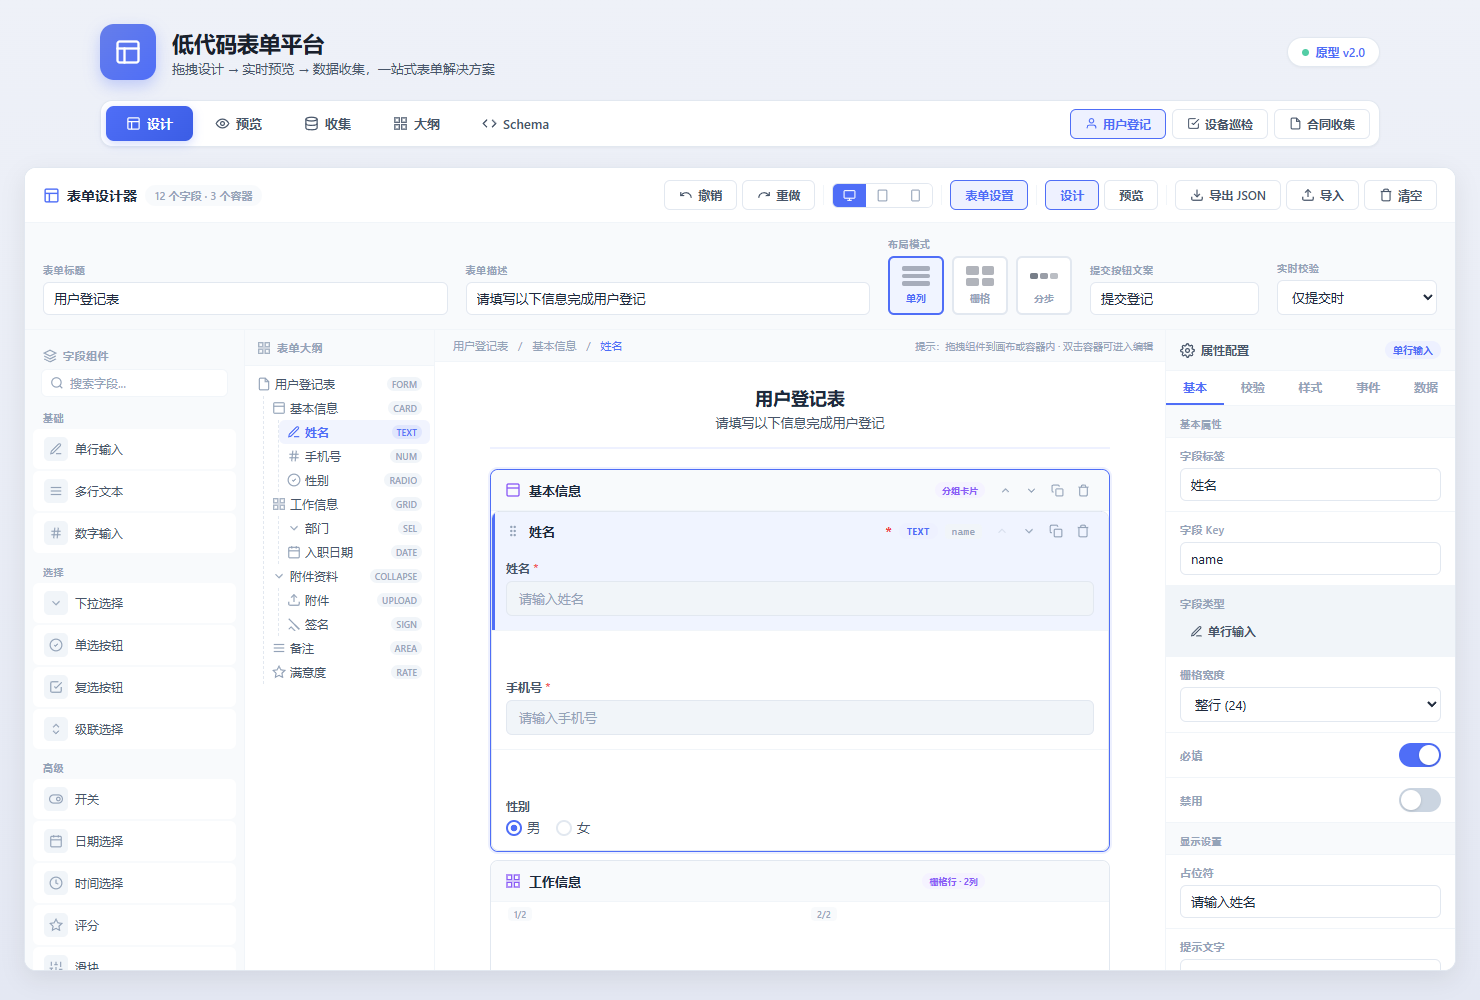 低代码表单平台
拖拽设计 → 实时预览 → 数据收集，一站式表单解决方案
原型 v2.0
设计
预览
收集
大纲
Schema
用户登记
设备巡检
合同收集
表单设计器
12 个字段 · 3 个容器
撤销
重做
表单设置
设计
预览
导出 JSON
导入
清空
表单标题
用户登记表
表单描述
请填写以下信息完成用户登记
布局模式
单列
栅格
分步
提交按钮文案
提交登记
实时校验
仅提交时
字段组件
搜索字段...
基础
单行输入
多行文本
数字输入
选择
下拉选择
单选按钮
复选按钮
级联选择
高级
开关
日期选择
时间选择
评分
滑块
表单大纲
用户登记表 FORM
基本信息 CARD
姓名 TEXT
手机号 NUM
性别 RADIO
工作信息 GRID
部门 SEL
入职日期 DATE
附件资料 COLLAPSE
附件 UPLOAD
签名 SIGN
备注 AREA
满意度 RATE
用户登记表 / 基本信息 / 姓名
提示：拖拽组件到画布或容器内 · 双击容器可进入编辑
用户登记表
请填写以下信息完成用户登记
基本信息
分组卡片
姓名
* TEXT name
姓名 *
请输入姓名
手机号 *
请输入手机号
性别
男 女
工作信息
栅格行 · 2列
1/2
2/2
属性配置
单行输入
基本 校验 样式 事件 数据
基本属性
字段标签
姓名
字段 Key
name
字段类型
单行输入
栅格宽度
整行 (24)
必填
禁用
显示设置
占位符
请输入姓名
提示文字